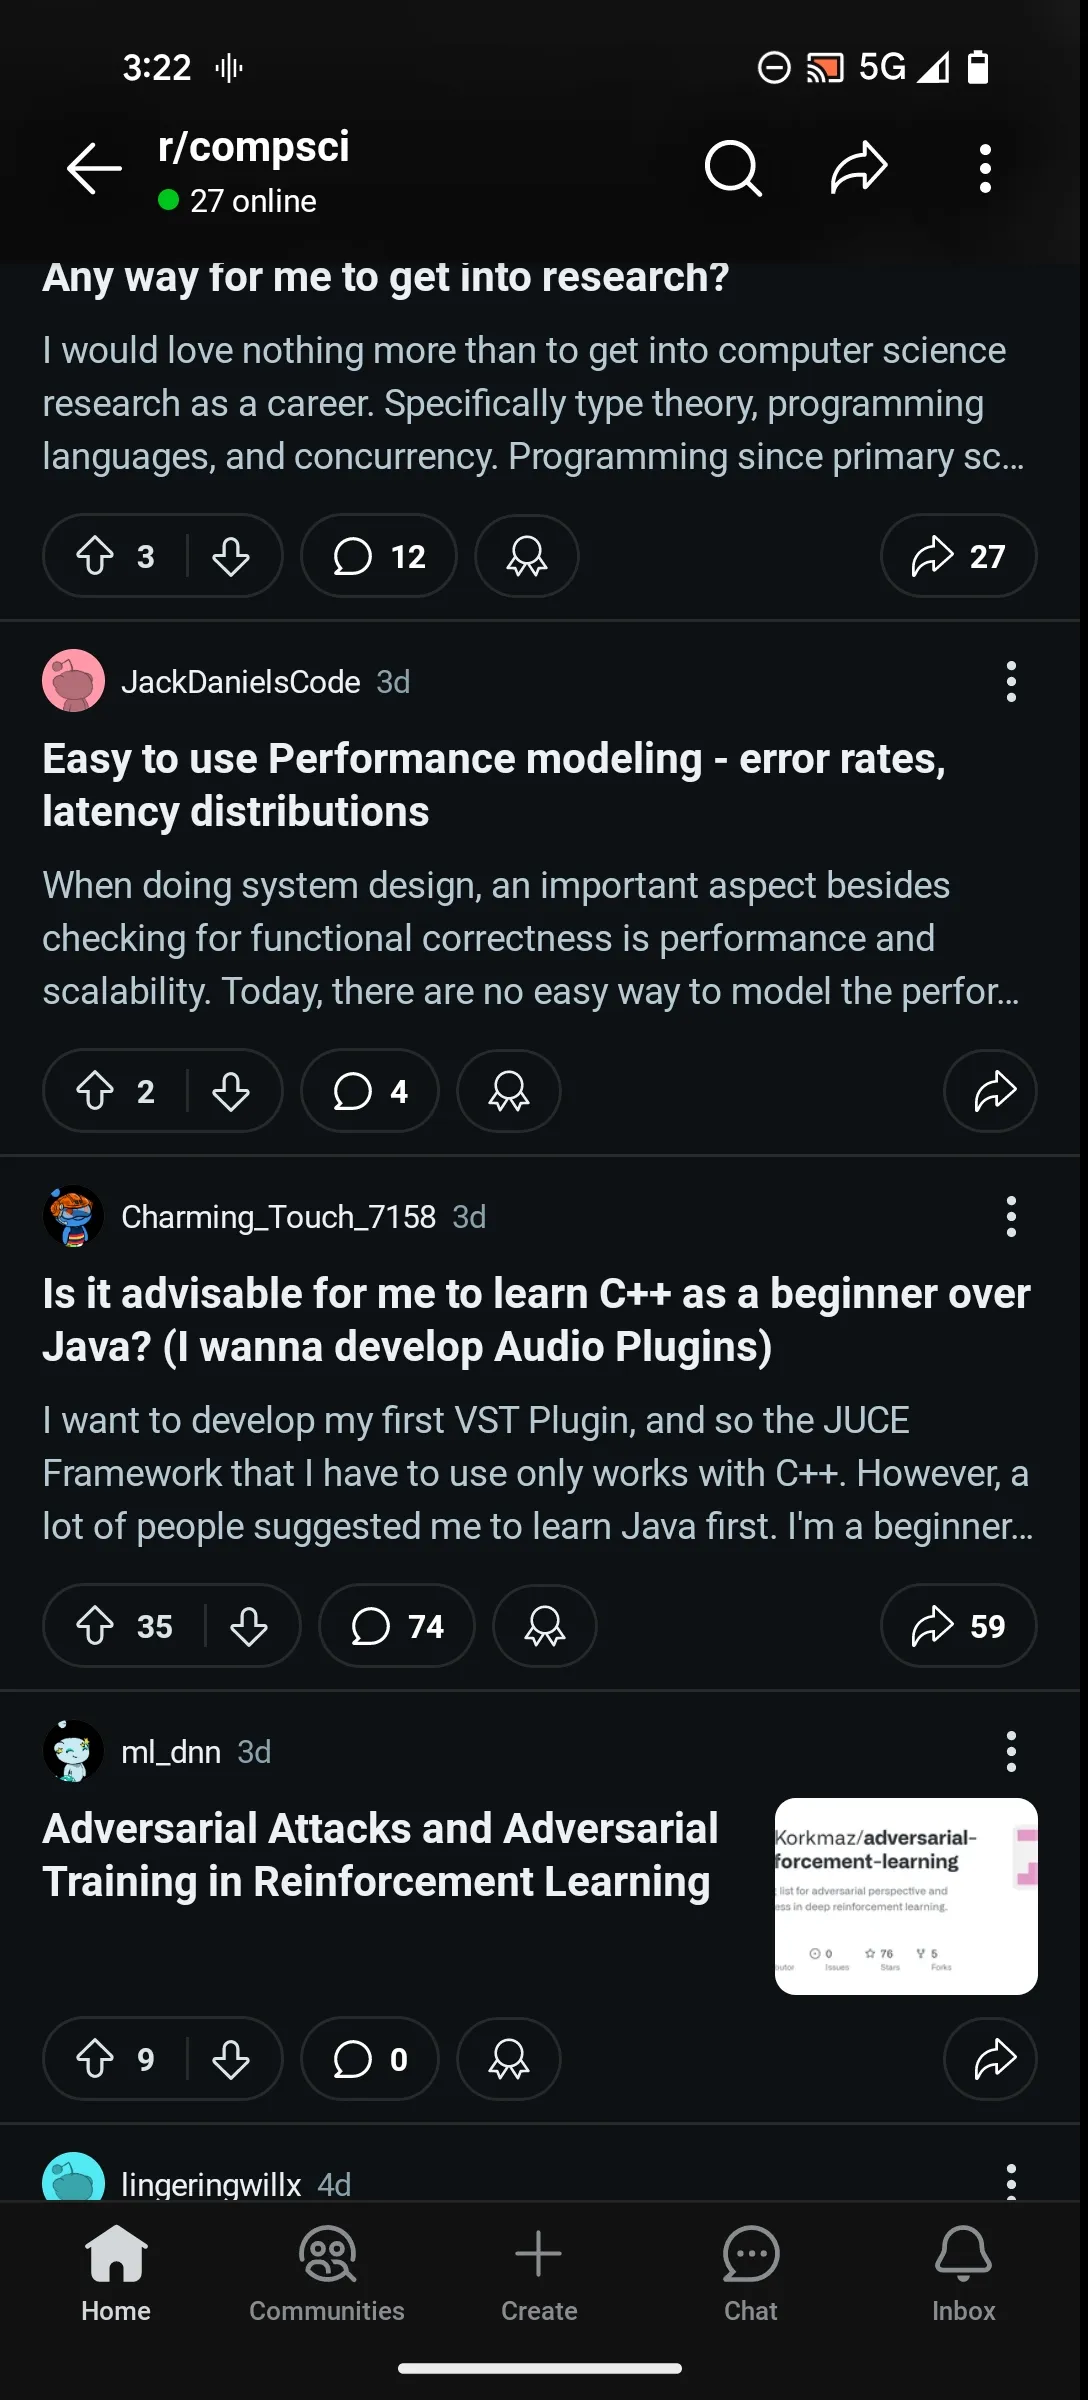 3:22
5G
r/compsci
27 online
Any way for me to get into research?
I would love nothing more than to get into computer science
research as a career. Specifically type theory, programming
languages, and concurrency. Programming since primary sc...
3
12
27
JackDanielsCode 3d
Easy to use Performance modeling - error rates,
latency distributions
When doing system design, an important aspect besides
checking for functional correctness is performance and
scalability. Today, there are no easy way to model the perfor...
2
4
Charming_Touch_7158 3d
Is it advisable for me to learn C++ as a beginner over
Java? (I wanna develop Audio Plugins)
I want to develop my first VST Plugin, and so the JUCE
Framework that I have to use only works with C++. However, a
lot of people suggested me to learn Java first. I'm a beginner...
35
74
59
ml_dnn 3d
Adversarial Attacks and Adversarial
Training in Reinforcement Learning
Korkmaz/adversarial-
forcement-learning
list for adversarial perspective and
ess in deep reinforcement learning.
0
76
5
utor
Issues
Stars
Forks
9
0
lingeringwillx 4d
Home
Communities
Create
Chat
Inbox